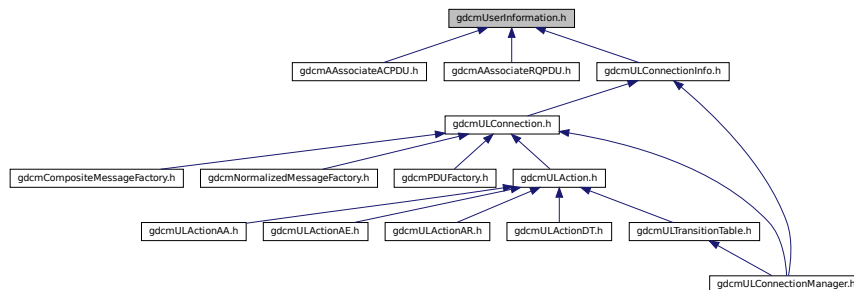 gdcmUserInformation.h
gdcmAAssociateACPDU.h
gdcmAAssociateRQPDU.h
gdcmULConnectionInfo.h
gdcmULConnection.h
gdcmCompositeMessageFactory.h
gdcmNormalizedMessageFactory.h
gdcmPDUFactory.h
gdcmULAction.h
gdcmULActionAA.h
gdcmULActionAE.h
gdcmULActionAR.h
gdcmULActionDT.h
gdcmULTransitionTable.h
gdcmULConnectionManager.h